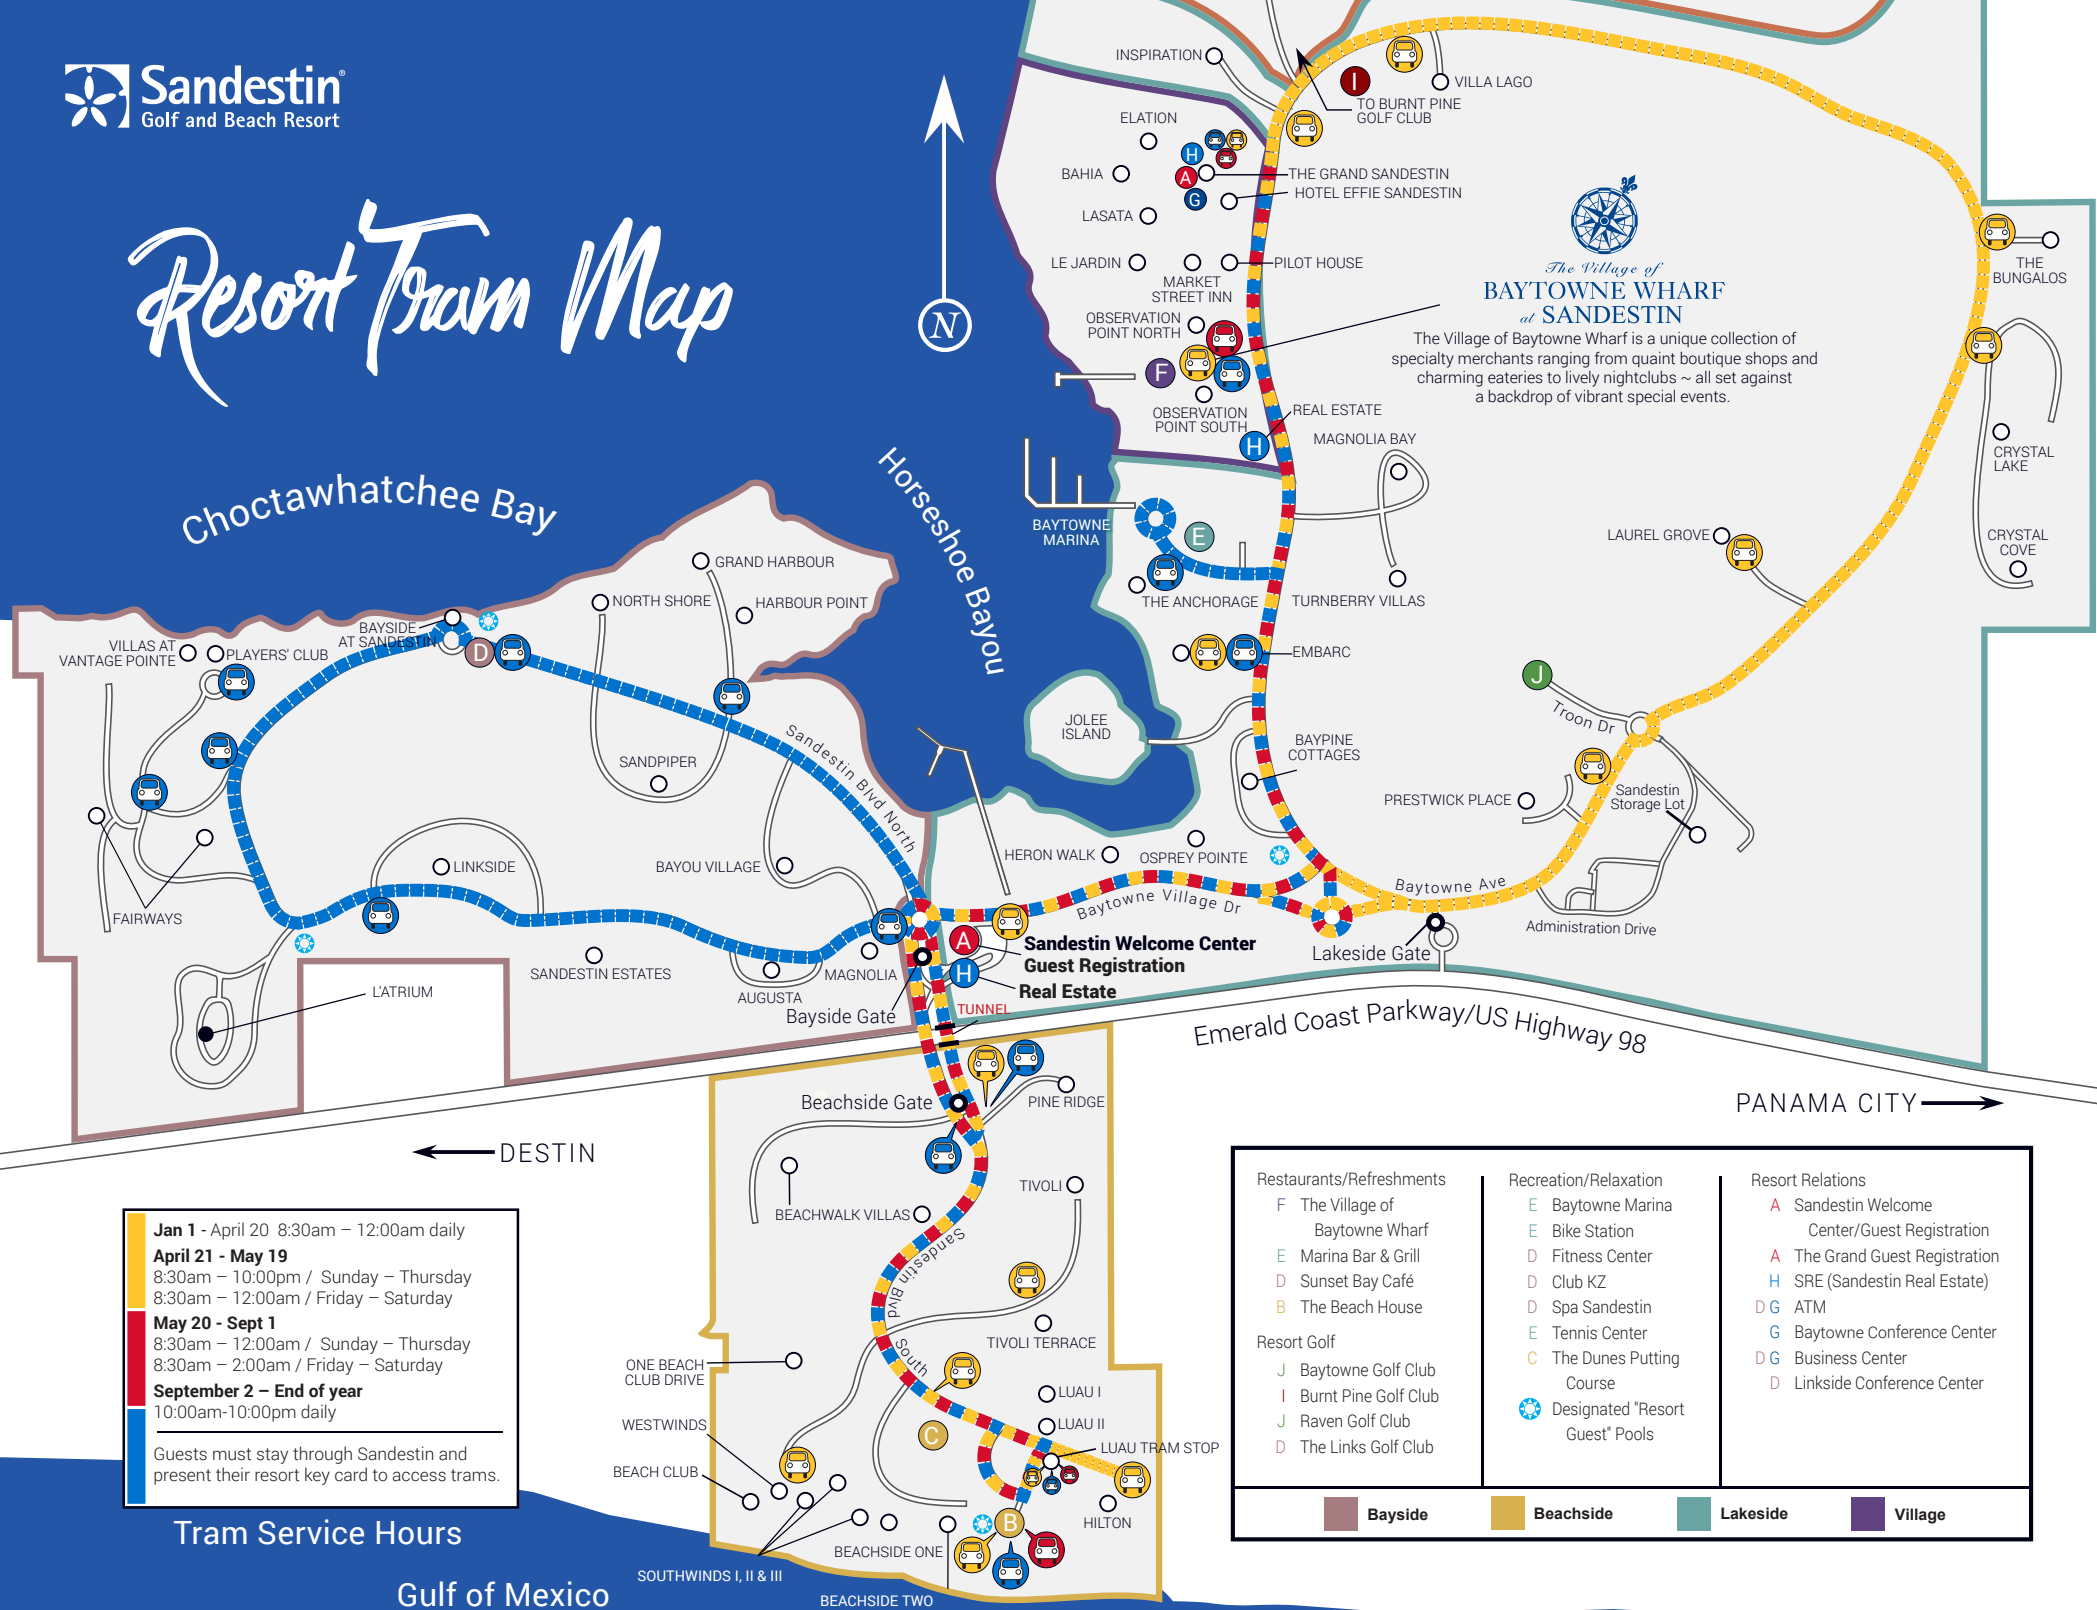 Sandestin®
Golf and Beach Resort
Resort Tram Map
N
Choctawhatchee Bay
Horseshoe Bayou
INSPIRATION
VILLA LAGO
I
TO BURNT PINE
GOLF CLUB
ELATION
H
BAHIA
A
THE GRAND SANDESTIN
G
HOTEL EFFIE SANDESTIN
LASATA
LE JARDIN
MARKET
STREET INN
PILOT HOUSE
OBSERVATION
POINT NORTH
F
OBSERVATION
POINT SOUTH
H
REAL ESTATE
MAGNOLIA BAY
The Village of
BAYTOWNE WHARF
at SANDESTIN
The Village of Baytowne Wharf is a unique collection of
specialty merchants ranging from quaint boutique shops and
charming eateries to lively nightclubs ~ all set against
a backdrop of vibrant special events.
THE
BUNGALOS
CRYSTAL
LAKE
CRYSTAL
COVE
LAUREL GROVE
BAYTOWNE
MARINA
E
THE ANCHORAGE
TURNBERRY VILLAS
EMBARC
J
Troon Dr
JOLEE
ISLAND
BAYPINE
COTTAGES
PRESTWICK PLACE
Sandestin
Storage Lot
GRAND HARBOUR
NORTH SHORE
HARBOUR POINT
BAYSIDE
AT SANDESTIN
D
VILLAS AT
VANTAGE POINTE
PLAYERS' CLUB
SANDPIPER
Sandestin Blvd North
LINKSIDE
BAYOU VILLAGE
FAIRWAYS
HERON WALK
OSPREY POINTE
Baytowne Village Dr
Baytowne Ave
Administration Drive
Lakeside Gate
A
Sandestin Welcome Center
Guest Registration
H
Real Estate
TUNNEL
SANDESTIN ESTATES
AUGUSTA
MAGNOLIA
Bayside Gate
L'ATRIUM
Emerald Coast Parkway/US Highway 98
PANAMA CITY
DESTIN
Beachside Gate
PINE RIDGE
BEACHWALK VILLAS
TIVOLI
Sandestin Blvd South
TIVOLI TERRACE
ONE BEACH
CLUB DRIVE
LUAU I
LUAU II
LUAU TRAM STOP
C
WESTWINDS
BEACH CLUB
HILTON
B
BEACHSIDE ONE
SOUTHWINDS I, II & III
BEACHSIDE TWO
Jan 1 - April 20 8:30am – 12:00am daily
April 21 - May 19
8:30am – 10:00pm / Sunday – Thursday
8:30am – 12:00am / Friday – Saturday
May 20 - Sept 1
8:30am – 12:00am / Sunday – Thursday
8:30am – 2:00am / Friday – Saturday
September 2 – End of year
10:00am-10:00pm daily
Guests must stay through Sandestin and
present their resort key card to access trams.
Tram Service Hours
Gulf of Mexico
Restaurants/Refreshments
F The Village of
Baytowne Wharf
E Marina Bar & Grill
D Sunset Bay Café
B The Beach House
Resort Golf
J Baytowne Golf Club
I Burnt Pine Golf Club
J Raven Golf Club
D The Links Golf Club
Recreation/Relaxation
E Baytowne Marina
E Bike Station
D Fitness Center
D Club KZ
D Spa Sandestin
E Tennis Center
C The Dunes Putting
Course
Designated "Resort
Guest" Pools
Resort Relations
A Sandestin Welcome
Center/Guest Registration
A The Grand Guest Registration
H SRE (Sandestin Real Estate)
D G ATM
G Baytowne Conference Center
D G Business Center
D Linkside Conference Center
Bayside
Beachside
Lakeside
Village